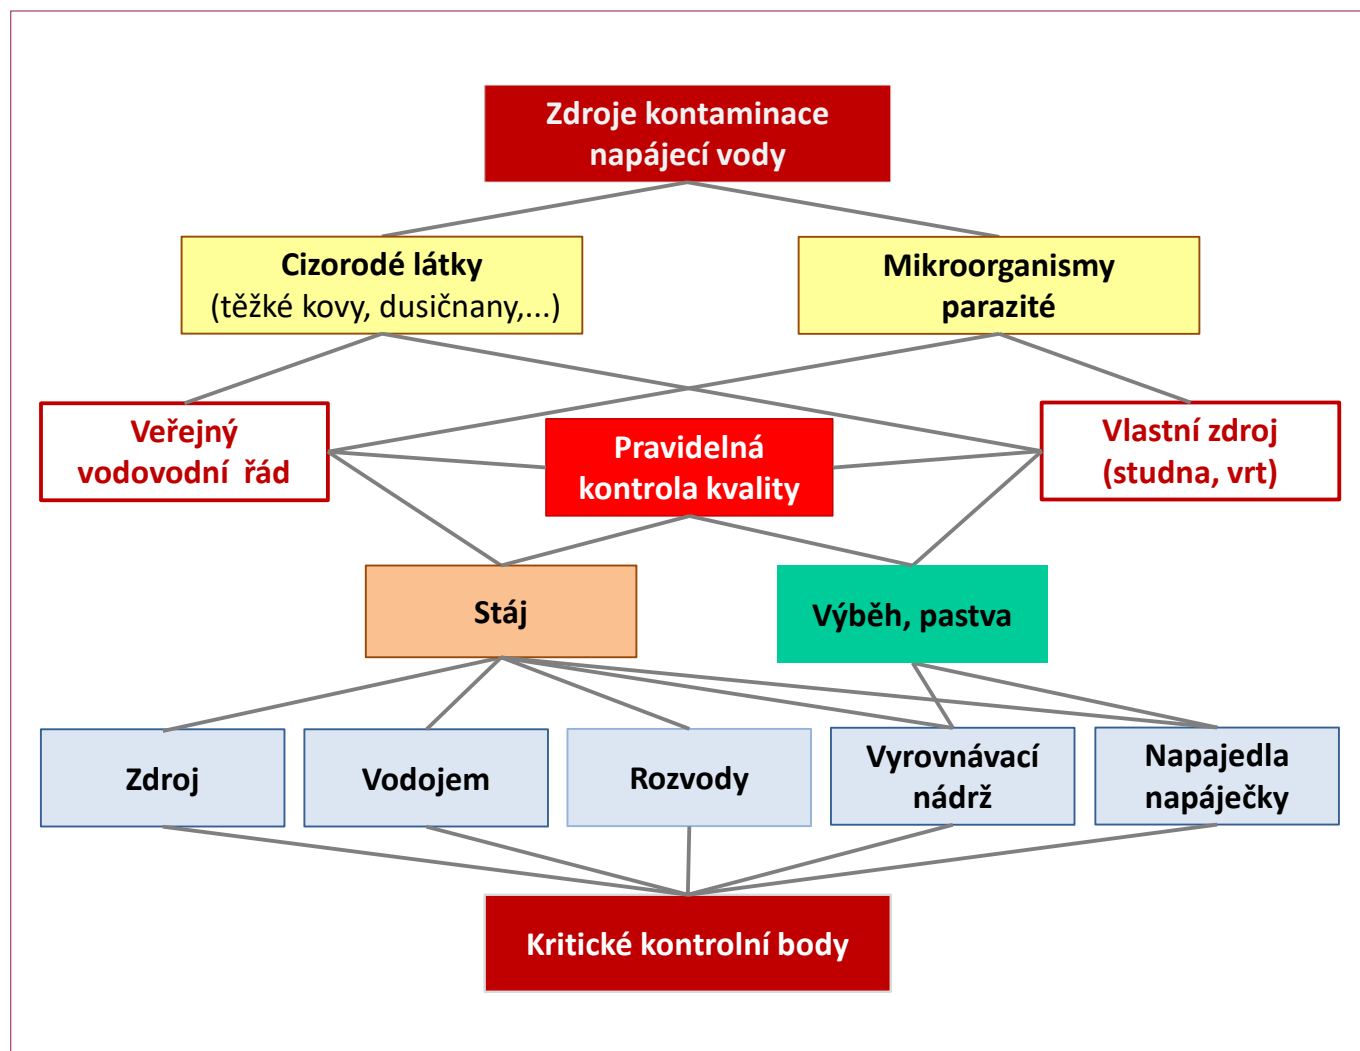 Zdroje kontaminace
napájecí vody
Cizorodé látky
(těžké kovy, dusičnany,...)
Mikroorganismy
parazité
Veřejný
vodovodní  řád
Pravidelná
kontrola kvality
Vlastní zdroj
(studna, vrt)
Stáj
Výběh, pastva
Zdroj
Vodojem
Rozvody
Vyrovnávací
nádrž
Napajedla
napáječky
Kritické kontrolní body